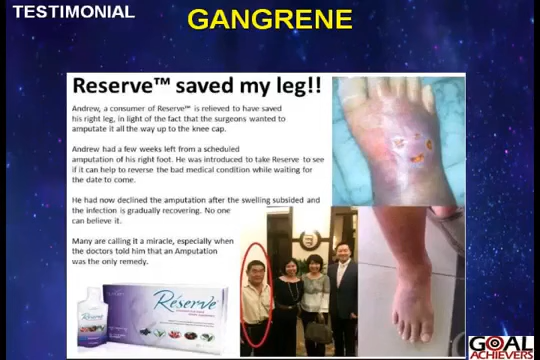 TESTIMONIAL
GANGRENE
Reserve™ saved my leg!!
Andrew, a consumer of Reserve™ is relieved to have saved
his right leg, in light of the fact that the surgeons wanted to
amputate it all the way up to the knee cap.
Andrew had a few weeks left from a scheduled
amputation of his right foot. He was introduced to take Reserve to see
if it can help to reverse the bad medical condition while waiting for
the date to come.
He had now declined the amputation after the swelling subsided and
the infection is gradually recovering. No one
can believe it.
Many are calling it a miracle, especially when
the doctors told him that an Amputation
was the only remedy.
Réserve
GOAL
ACHIEVERS